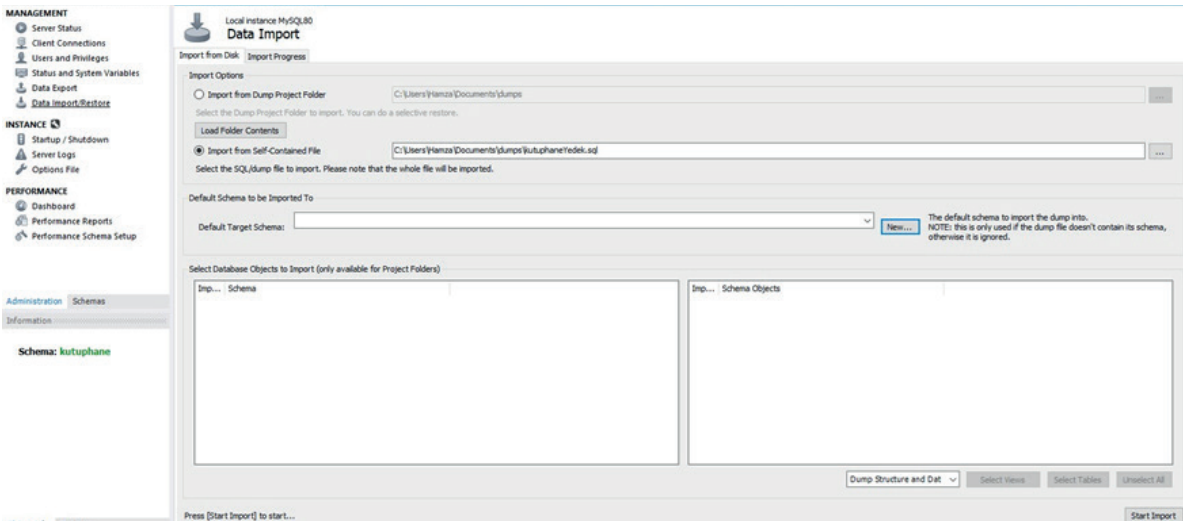 MANAGEMENT
Server Status
Client Connections
Users and Privileges
Status and System Variables
Data Export
Data Import/Restore
INSTANCE
Startup / Shutdown
Server Logs
Options File
PERFORMANCE
Dashboard
Performance Reports
Performance Schema Setup
Administration Schemas
Information
Schema: kutuphane
Local instance MySQL80
Data Import
Import from Disk Import Progress
Import Options
Import from Dump Project Folder C:\Users\Hamza\Documents\dumps ...
Select the Dump Project Folder to import. You can do a selective restore.
Load Folder Contents
Import from Self-Contained File C:\Users\Hamza\Documents\dumps\kutuphaneYedek.sql ...
Select the SQL/dump file to import. Please note that the whole file will be imported.
Default Schema to be Imported To
Default Target Schema: New...
The default schema to import the dump into.
NOTE: this is only used if the dump file doesn't contain its schema,
otherwise it is ignored.
Select Database Objects to Import (only available for Project Folders)
Imp... Schema
Imp... Schema Objects
Dump Structure and Dat Select Views Select Tables Unselect All
Press [Start Import] to start... Start Import